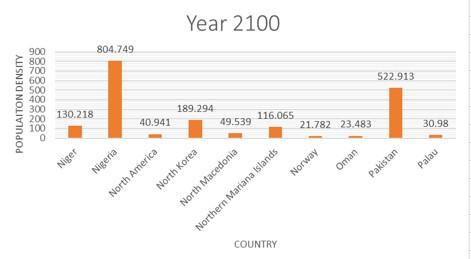 Year 2100
POPULAITON DENSITY
900
800
700
600
500
400
300
200
100
0
130.218
804.749
40.941
189.294
49.539
116.065
21.782
23.483
522.913
30.98
Niger
Nigeria
North America
North Korea
North Macedonia
Northern Mariana Islands
Norway
Oman
Pakistan
Palau
COUNTRY